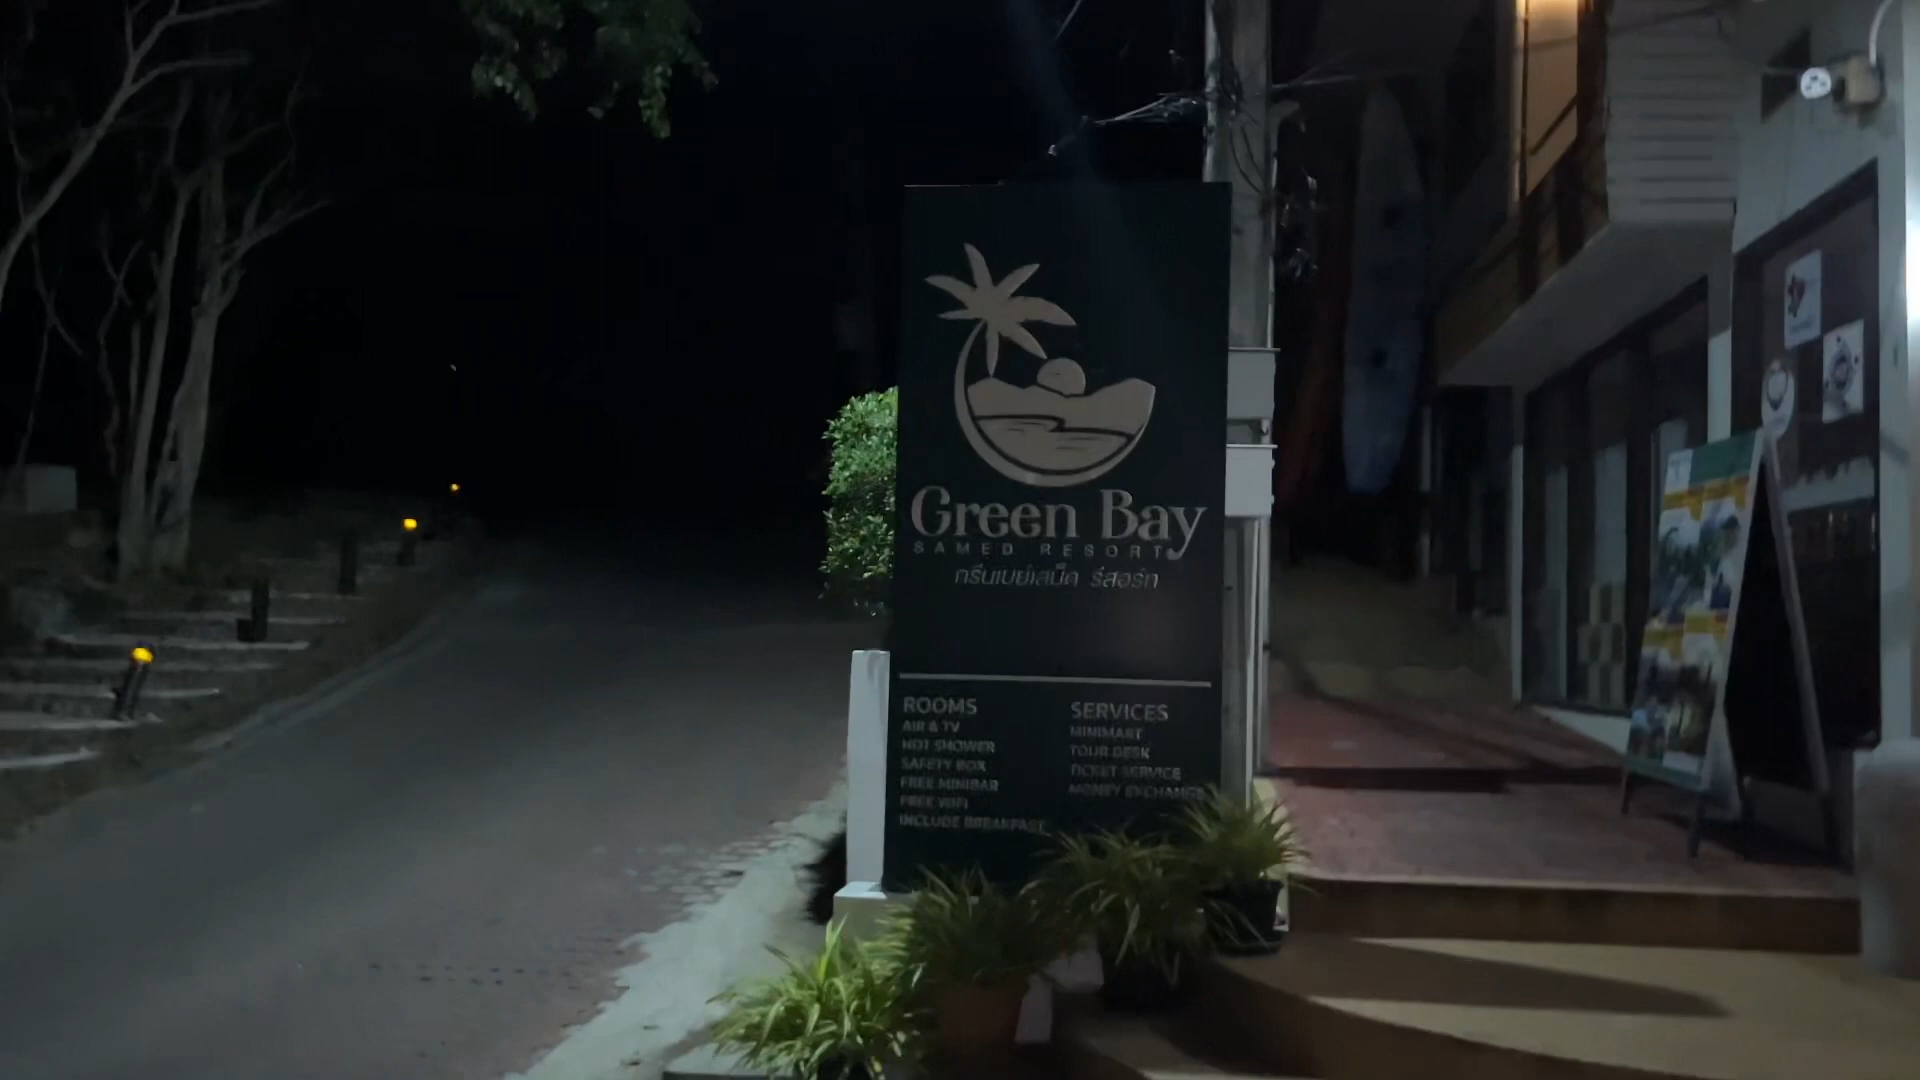 Green Bay
SAMED RESORT
กรีนเบย์เสม็ด รีสอร์ท
ROOMS
AIR & TV
HOT SHOWER
SAFETY BOX
FREE MINIBAR
FREE WIFI
INCLUDE BREAKFAST
SERVICES
MINIMART
TOUR DESK
TICKET SERVICE
MONEY EXCHANGE